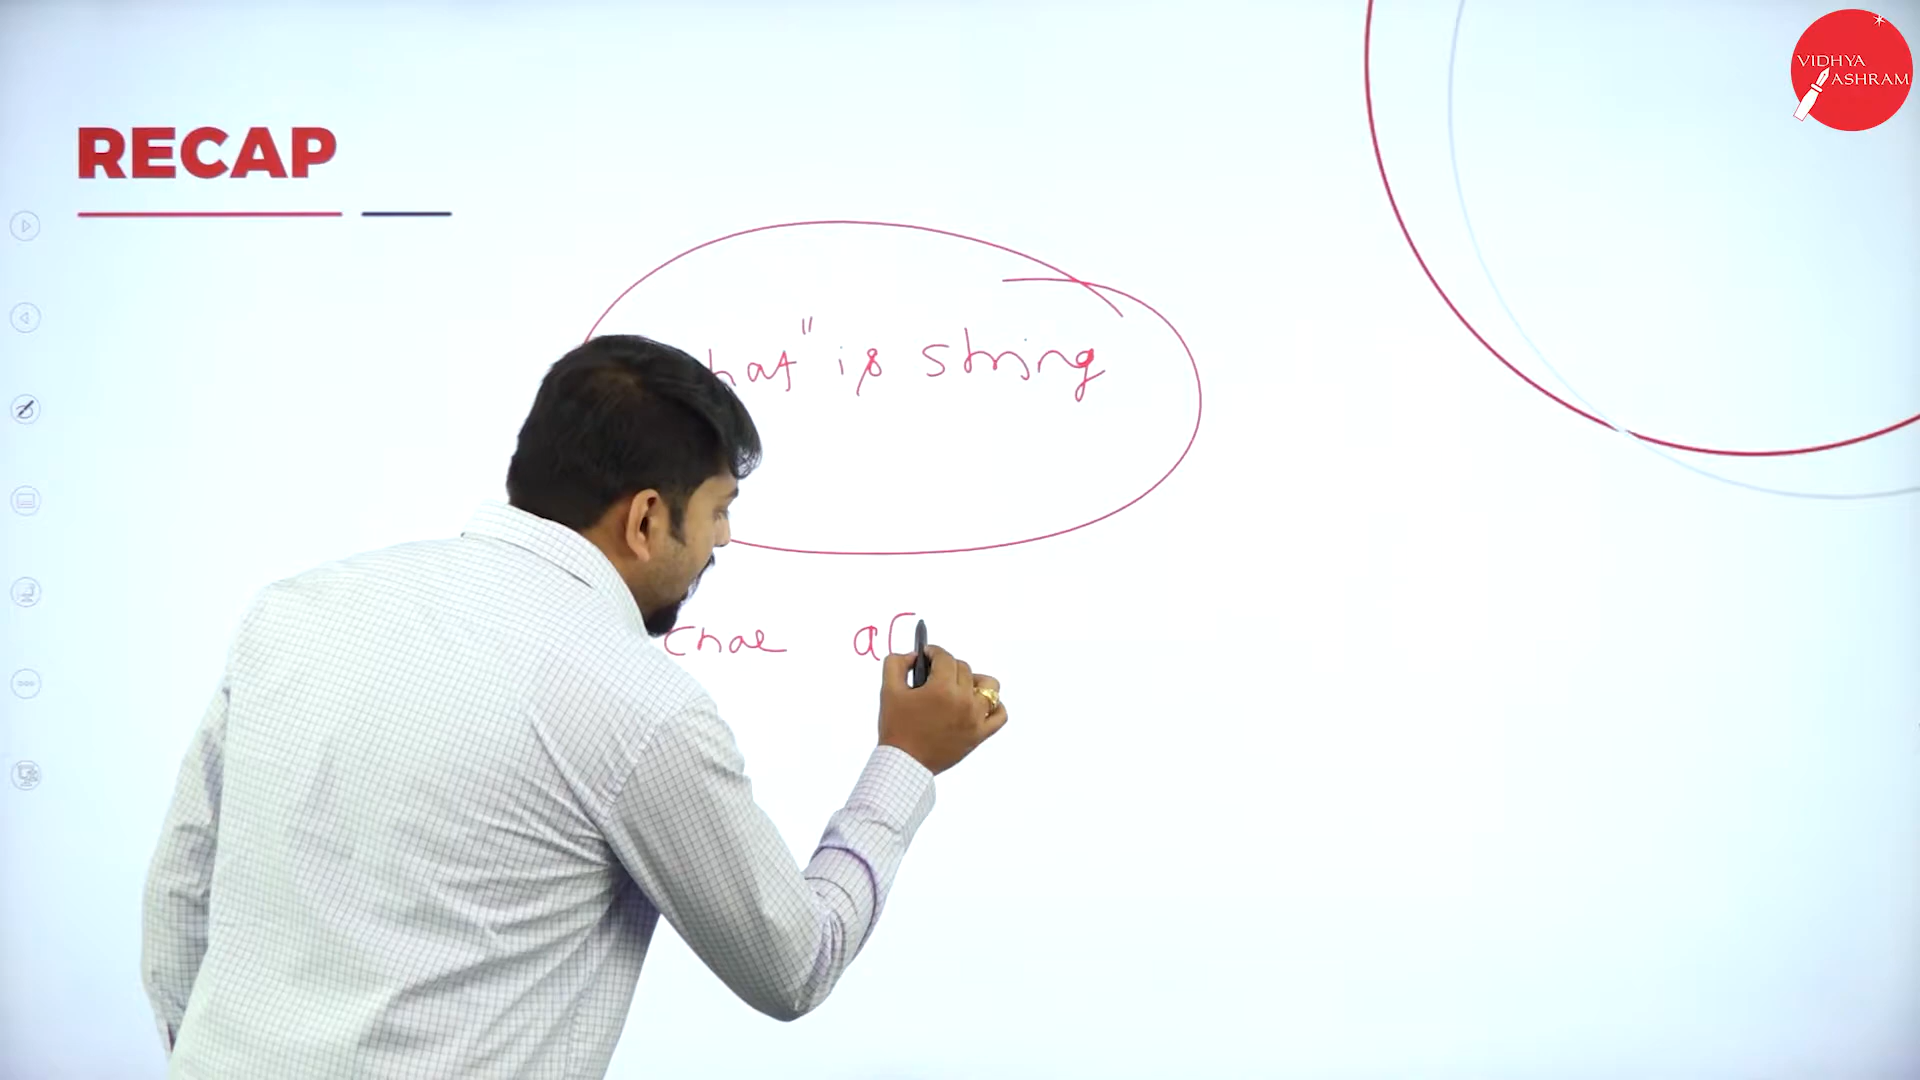 VIDHYA
ASHRAM
RECAP
hat" is string
char a[